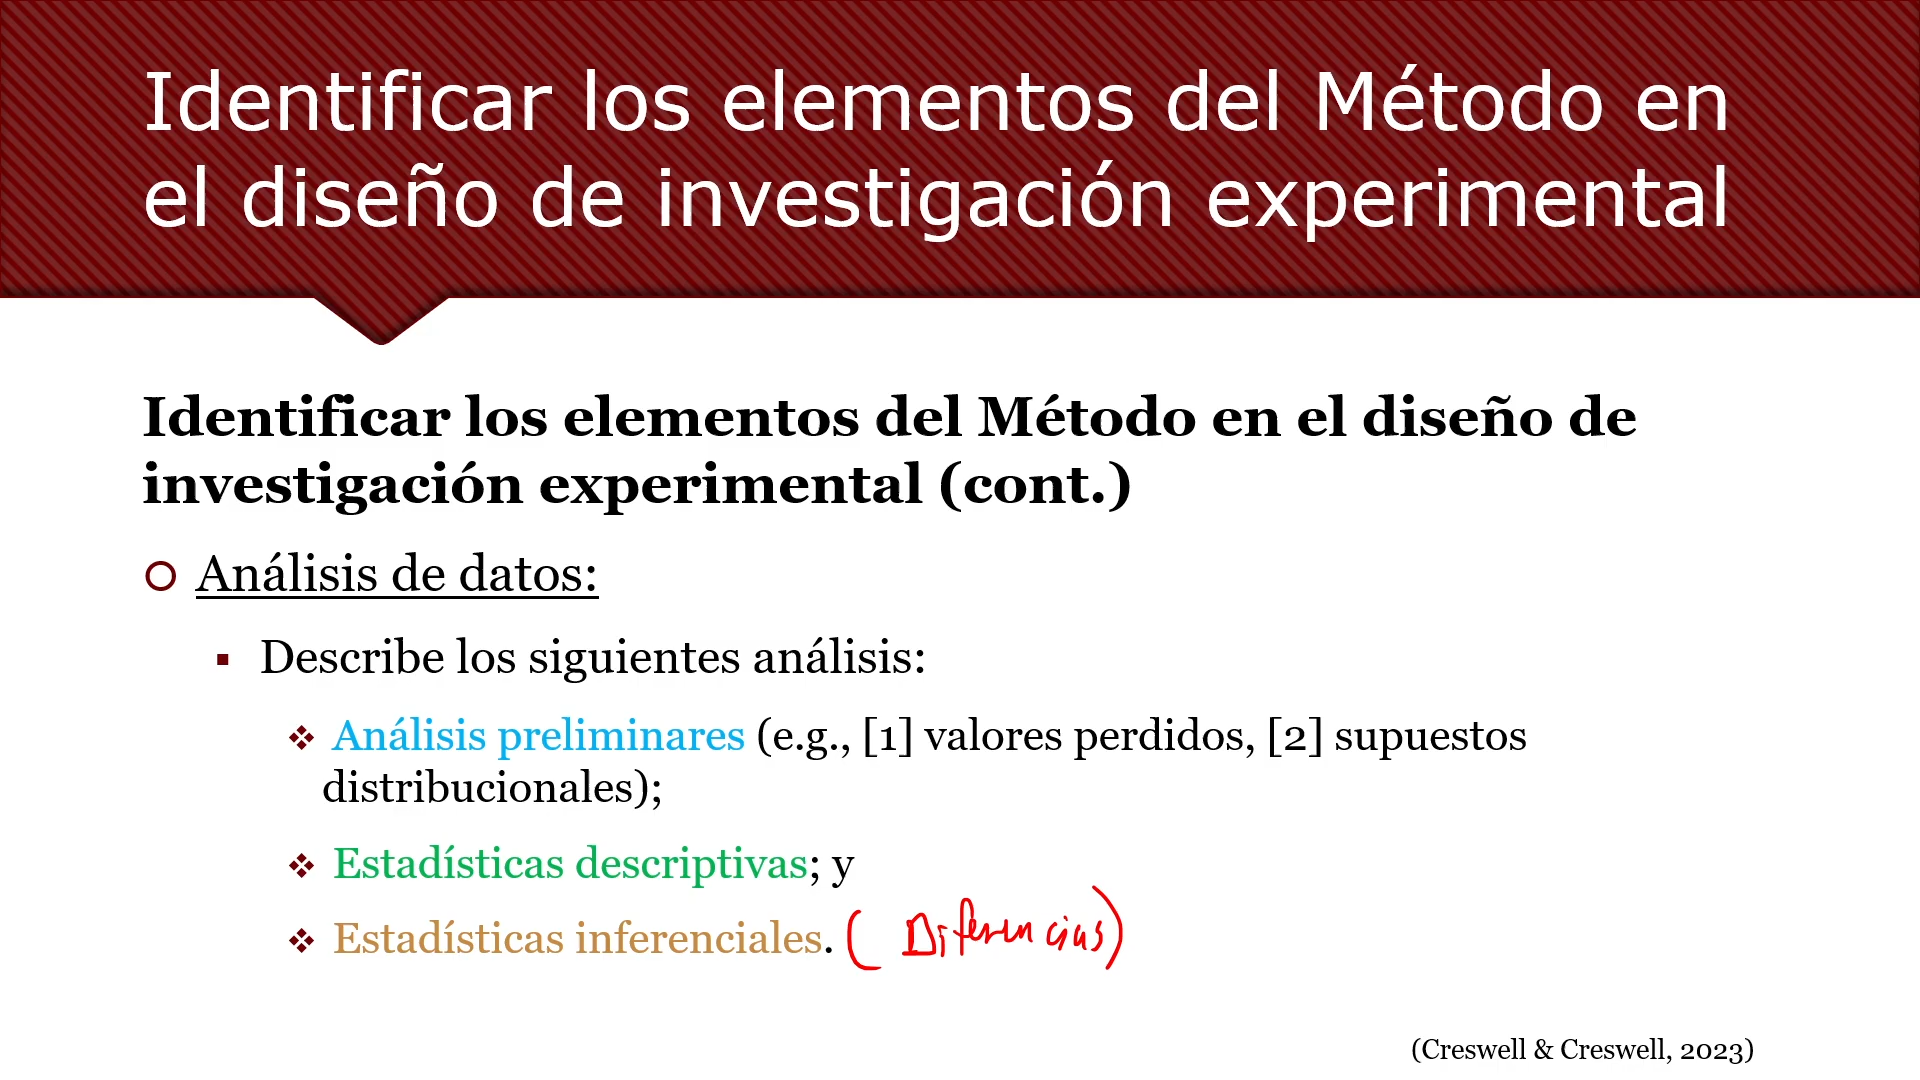 Identificar los elementos del Método en
el diseño de investigación experimental
Identificar los elementos del Método en el diseño de
investigación experimental (cont.)
Análisis de datos:
Describe los siguientes análisis:
Análisis preliminares (e.g., [1] valores perdidos, [2] supuestos
distribucionales);
Estadísticas descriptivas; y
Estadísticas inferenciales. (Diferencias)
(Creswell & Creswell, 2023)